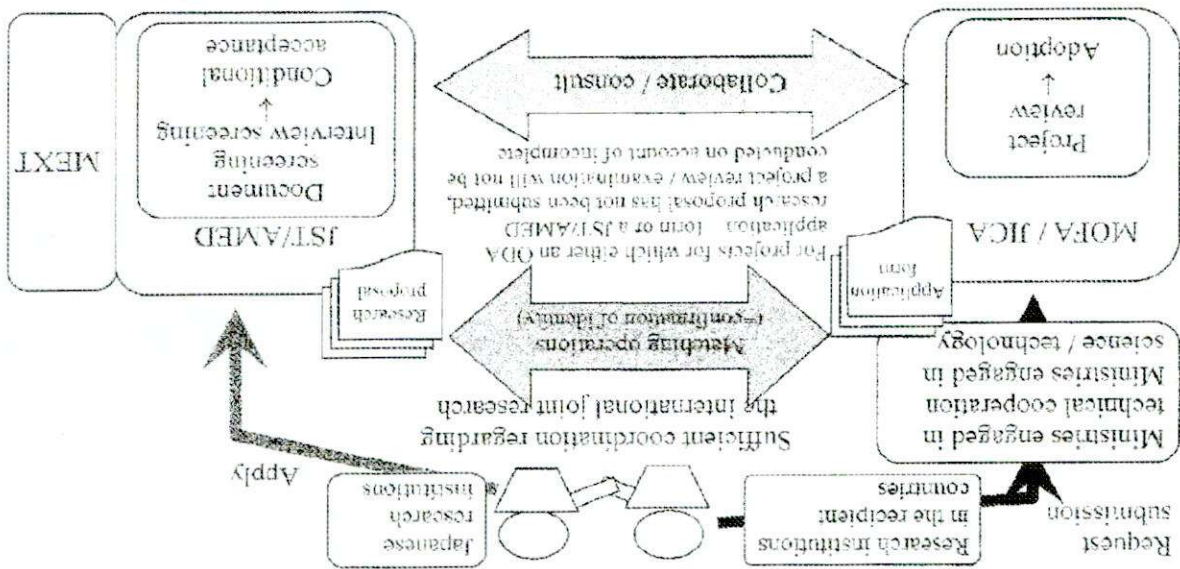 Request
submission
Research institutions
in the recipient
countries
Japanese
research
institutions
Apply
Ministries engaged in
technical cooperation
Ministries engaged in
science / technology
Sufficient coordination regarding
the international joint research
Matching operations
(=confirmation of identity)
Application
form
Research
proposal
MOFA / JICA
Project
review
↓
Adoption
For projects for which either an ODA
application form or a JST/AMED
research proposal has not been submitted,
a project review / examination will not be
conducted on account of incomplete
Collaborate / consult
JST/AMED
Document
screening
Interview screening
↓
Conditional
acceptance
MEXT